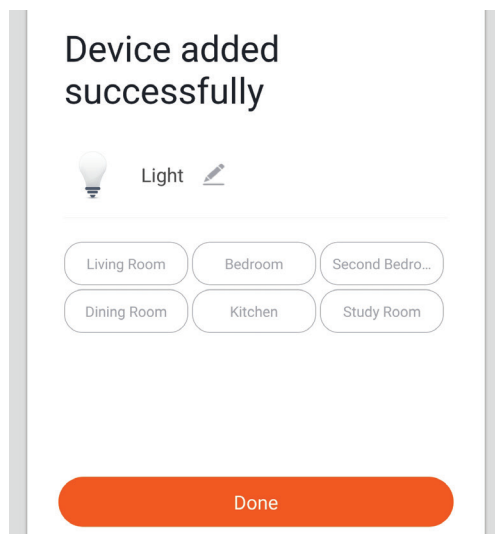 Device added
successfully
Light
Living Room Bedroom Second Bedro...
Dining Room Kitchen Study Room
Done